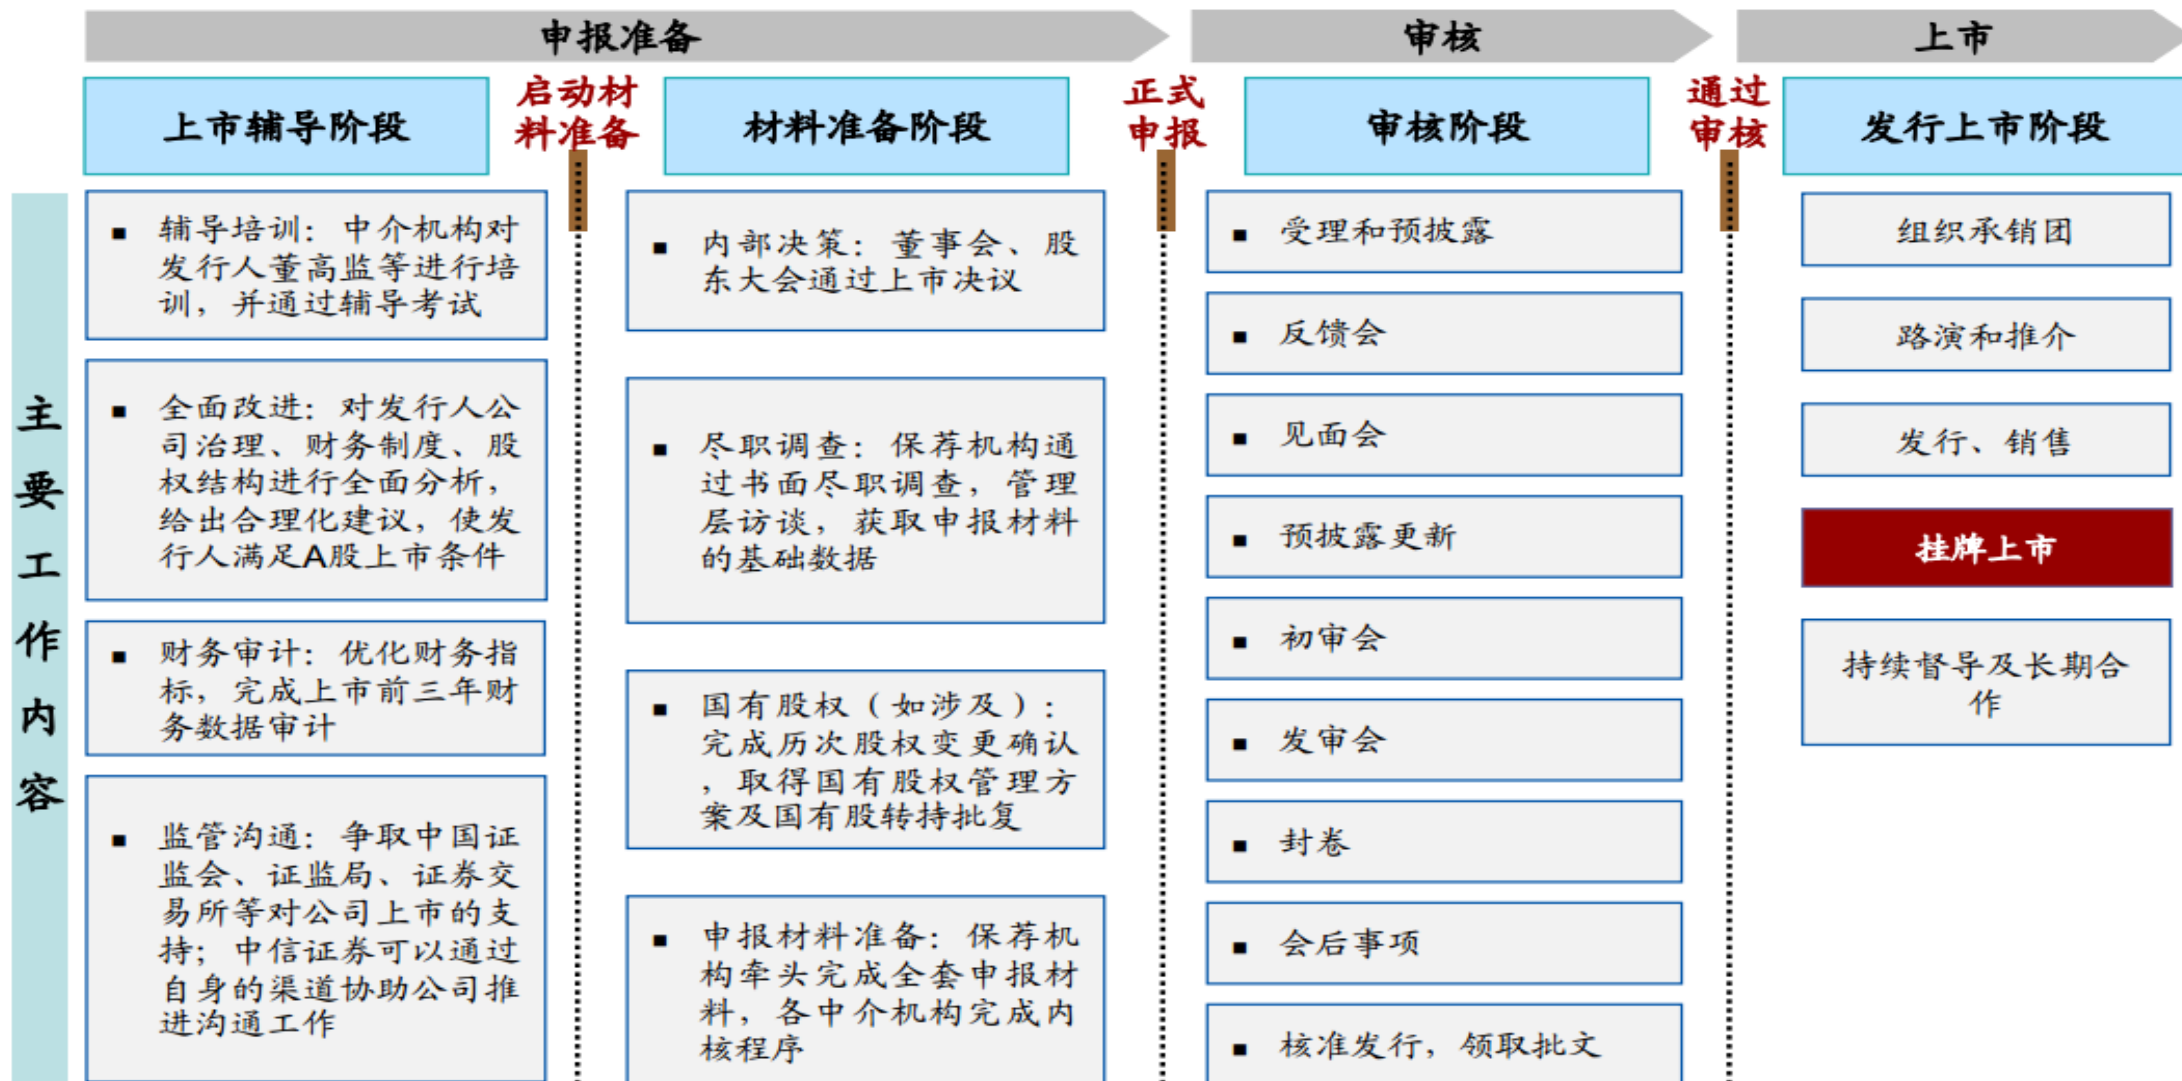 申报准备
审核
上市
上市辅导阶段
启动材
料准备
材料准备阶段
正式
申报
审核阶段
通过
审核
发行上市阶段
主要工作内容
▪ 辅导培训：中介机构对
发行人董高监等进行培
训，并通过辅导考试
▪ 全面改进：对发行人公
司治理、财务制度、股
权结构进行全面分析，
给出合理化建议，使发
行人满足A股上市条件
▪ 财务审计：优化财务指
标，完成上市前三年财
务数据审计
▪ 监管沟通：争取中国证
监会、证监局、证券交
易所等对公司上市的支
持；中信证券可以通过
自身的渠道协助公司推
进沟通工作
▪ 内部决策：董事会、股
东大会通过上市决议
▪ 尽职调查：保荐机构通
过书面尽职调查，管理
层访谈，获取申报材料
的基础数据
▪ 国有股权（如涉及）：
完成历次股权变更确认
，取得国有股权管理方
案及国有股转持批复
▪ 申报材料准备：保荐机
构牵头完成全套申报材
料，各中介机构完成内
核程序
▪ 受理和预披露
▪ 反馈会
▪ 见面会
▪ 预披露更新
▪ 初审会
▪ 发审会
▪ 封卷
▪ 会后事项
▪ 核准发行，领取批文
组织承销团
路演和推介
发行、销售
挂牌上市
持续督导及长期合
作